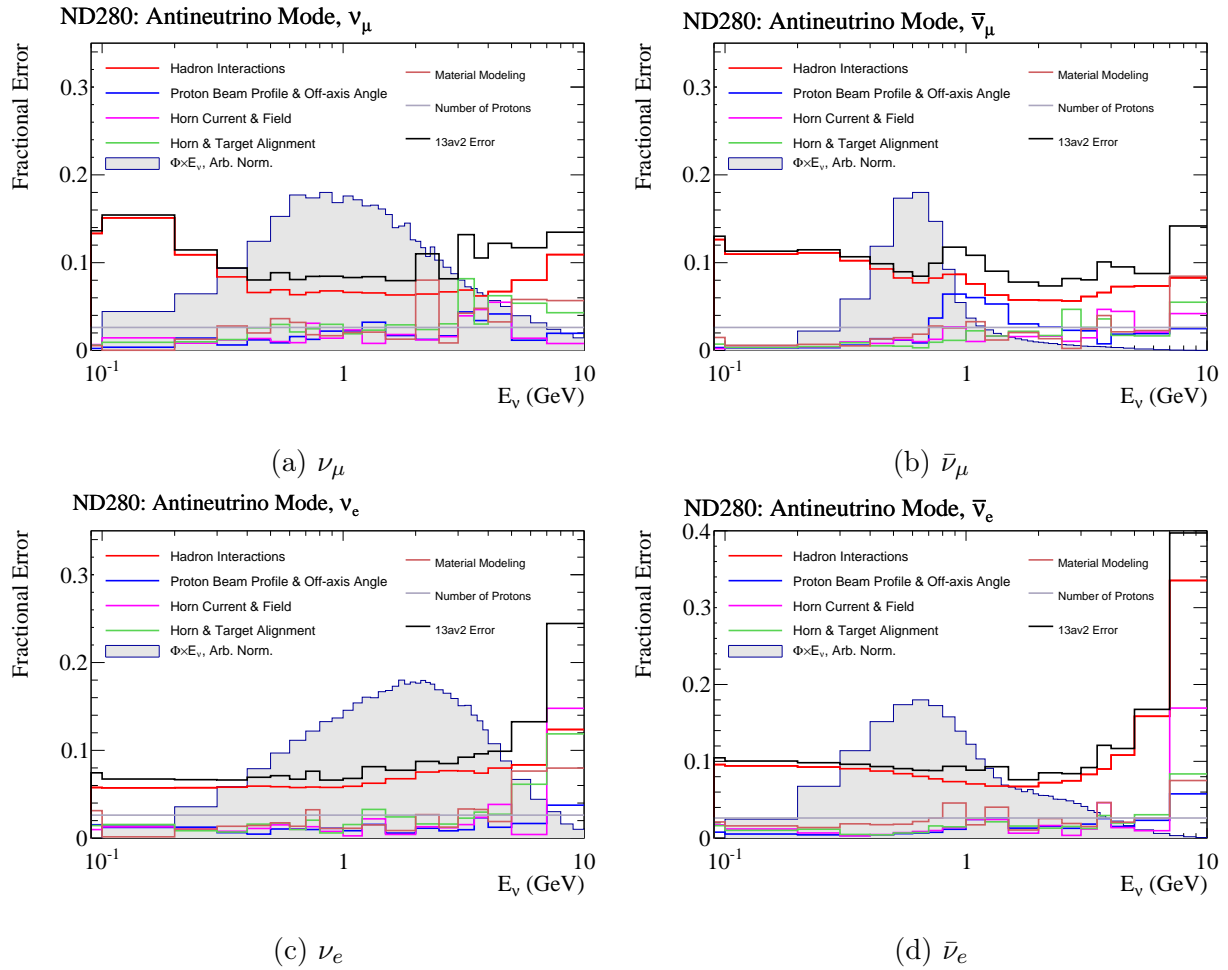 ND280: Antineutrino Mode, νμ
Fractional Error
0.3
0.2
0.1
0
Hadron Interactions
Proton Beam Profile & Off-axis Angle
Horn Current & Field
Horn & Target Alignment
Φ×Eν, Arb. Norm.
Material Modeling
Number of Protons
13av2 Error
10⁻¹ 1 10
Eν (GeV)
(a) νμ
ND280: Antineutrino Mode, ν̄μ
Fractional Error
0.3
0.2
0.1
0
Hadron Interactions
Proton Beam Profile & Off-axis Angle
Horn Current & Field
Horn & Target Alignment
Φ×Eν, Arb. Norm.
Material Modeling
Number of Protons
13av2 Error
10⁻¹ 1 10
Eν (GeV)
(b) ν̄μ
ND280: Antineutrino Mode, νe
Fractional Error
0.3
0.2
0.1
0
Hadron Interactions
Proton Beam Profile & Off-axis Angle
Horn Current & Field
Horn & Target Alignment
Φ×Eν, Arb. Norm.
Material Modeling
Number of Protons
13av2 Error
10⁻¹ 1 10
Eν (GeV)
(c) νe
ND280: Antineutrino Mode, ν̄e
Fractional Error
0.4
0.3
0.2
0.1
0
Hadron Interactions
Proton Beam Profile & Off-axis Angle
Horn Current & Field
Horn & Target Alignment
Φ×Eν, Arb. Norm.
Material Modeling
Number of Protons
13av2 Error
10⁻¹ 1 10
Eν (GeV)
(d) ν̄e